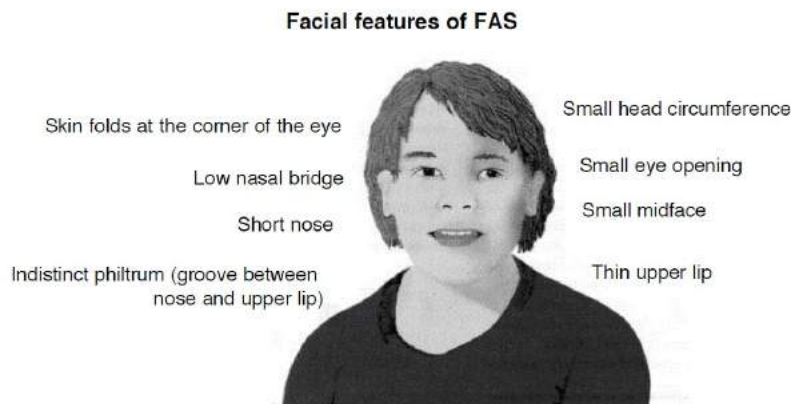 Facial features of FAS
Skin folds at the corner of the eye
Low nasal bridge
Short nose
Indistinct philtrum (groove between
nose and upper lip)
Small head circumference
Small eye opening
Small midface
Thin upper lip